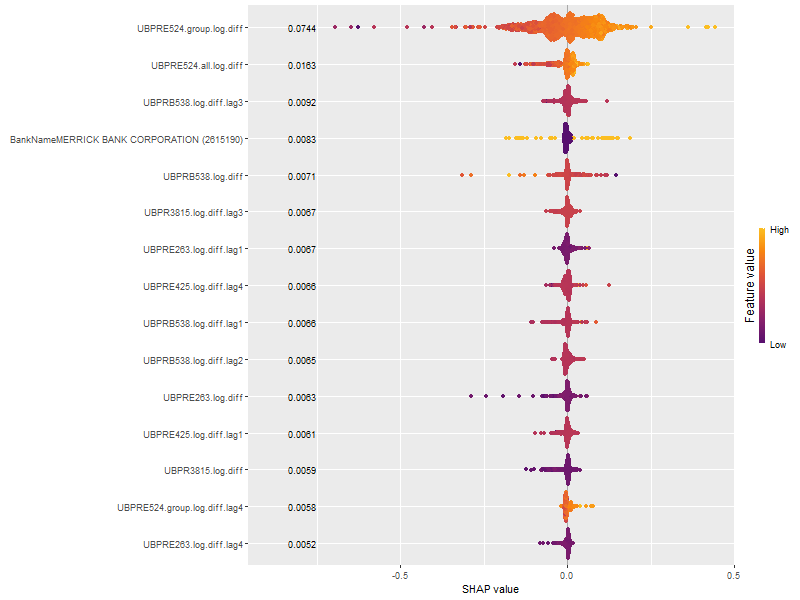 UBPRE524.group.log.diff 0.0744
UBPRE524.all.log.diff 0.0163
UBPRB538.log.diff.lag3 0.0092
BankNameMERRICK BANK CORPORATION (2615190) 0.0083
UBPRB538.log.diff 0.0071
UBPR3815.log.diff.lag3 0.0067
UBPRE263.log.diff.lag1 0.0067
UBPRE425.log.diff.lag4 0.0066
UBPRB538.log.diff.lag1 0.0066
UBPRB538.log.diff.lag2 0.0065
UBPRE263.log.diff 0.0063
UBPRE425.log.diff.lag1 0.0061
UBPR3815.log.diff 0.0059
UBPRE524.group.log.diff.lag4 0.0058
UBPRE263.log.diff.lag4 0.0052
-0.5 0.0 0.5
SHAP value
Feature value
High
Low